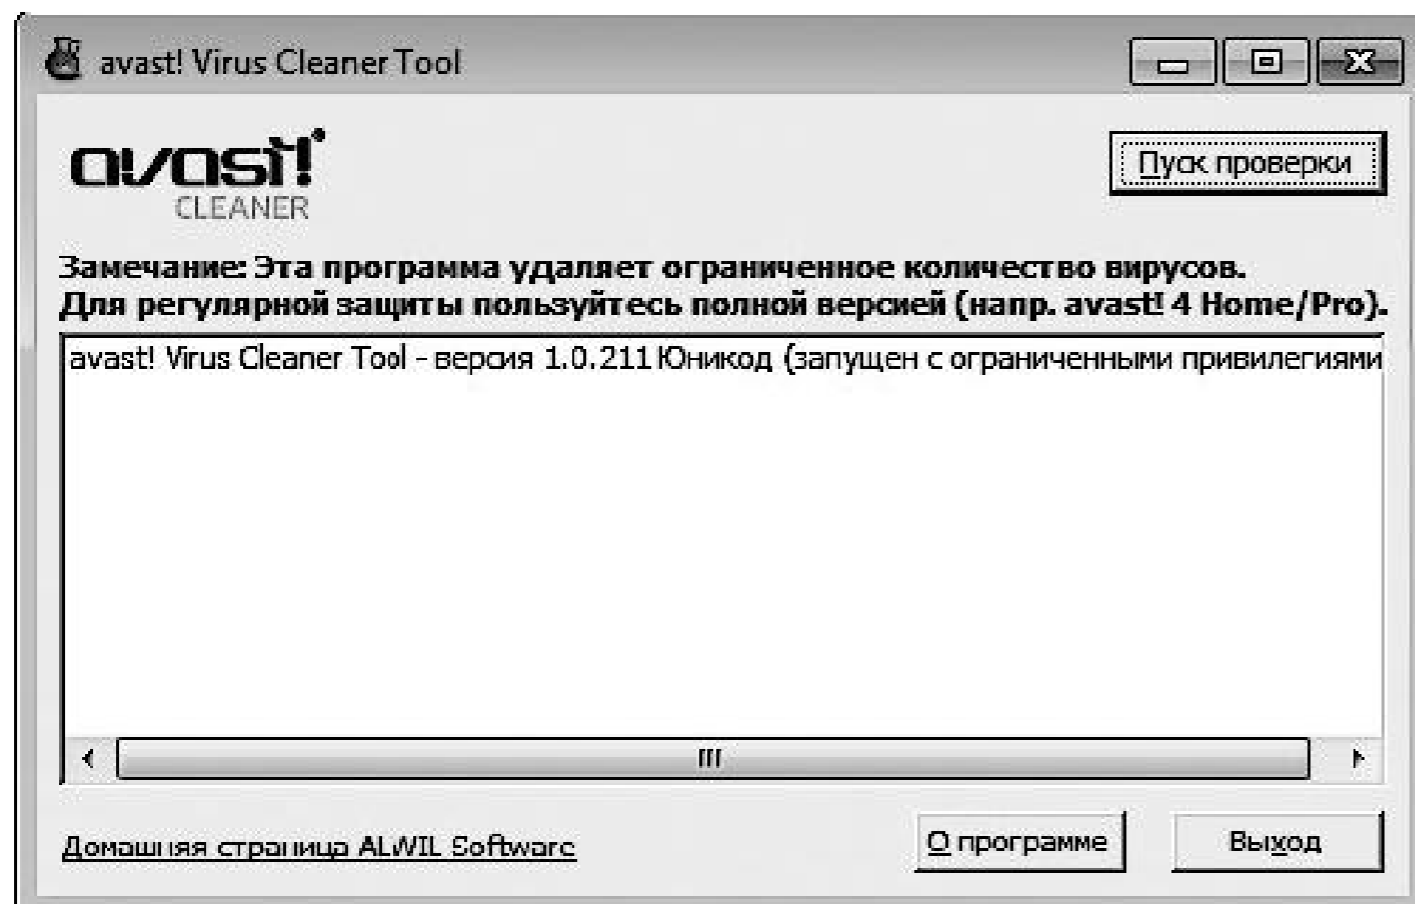 avast! Virus Cleaner Tool
avast!
CLEANER
Пуск проверки
Замечание: Эта программа удаляет ограниченное количество вирусов.
Для регулярной защиты пользуйтесь полной версией (напр. avast! 4 Home/Pro).
avast! Virus Cleaner Tool - версия 1.0.211 Юникод (запущен с ограниченными привилегиями
Домашняя страница ALWIL Software
О программе
Выход